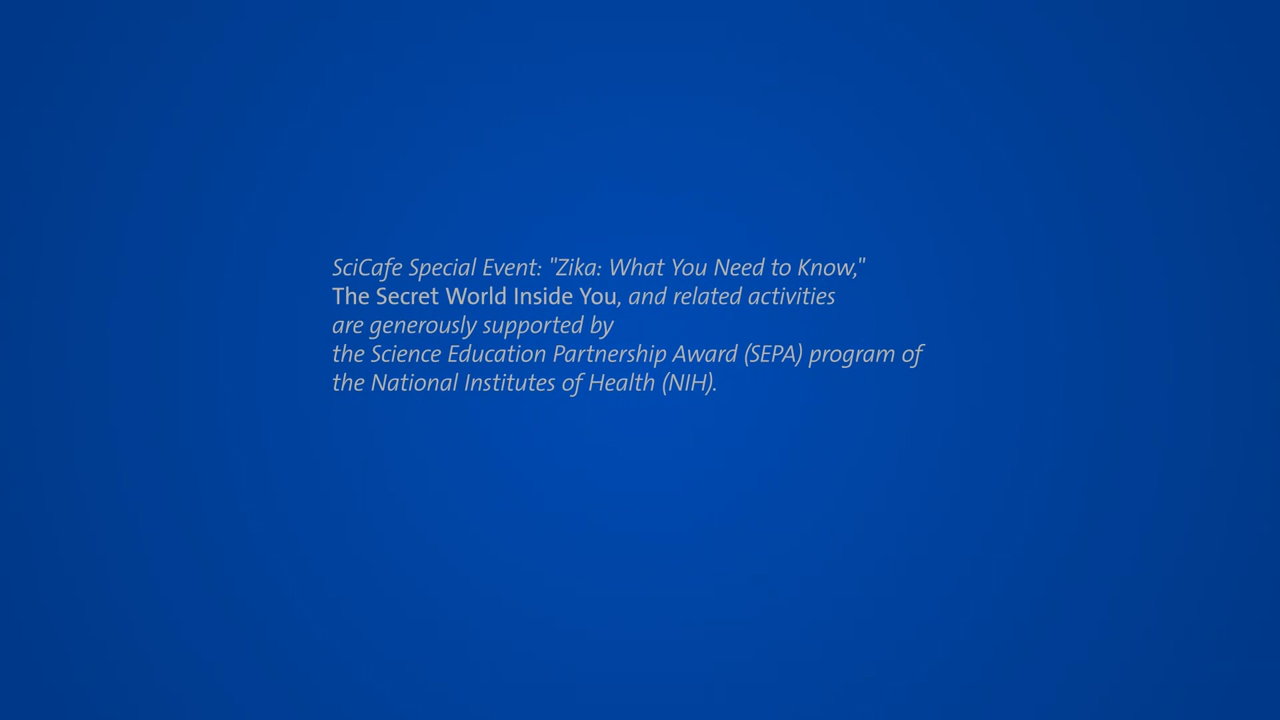 SciCafe Special Event: "Zika: What You Need to Know,"
The Secret World Inside You, and related activities
are generously supported by
the Science Education Partnership Award (SEPA) program of
the National Institutes of Health (NIH).